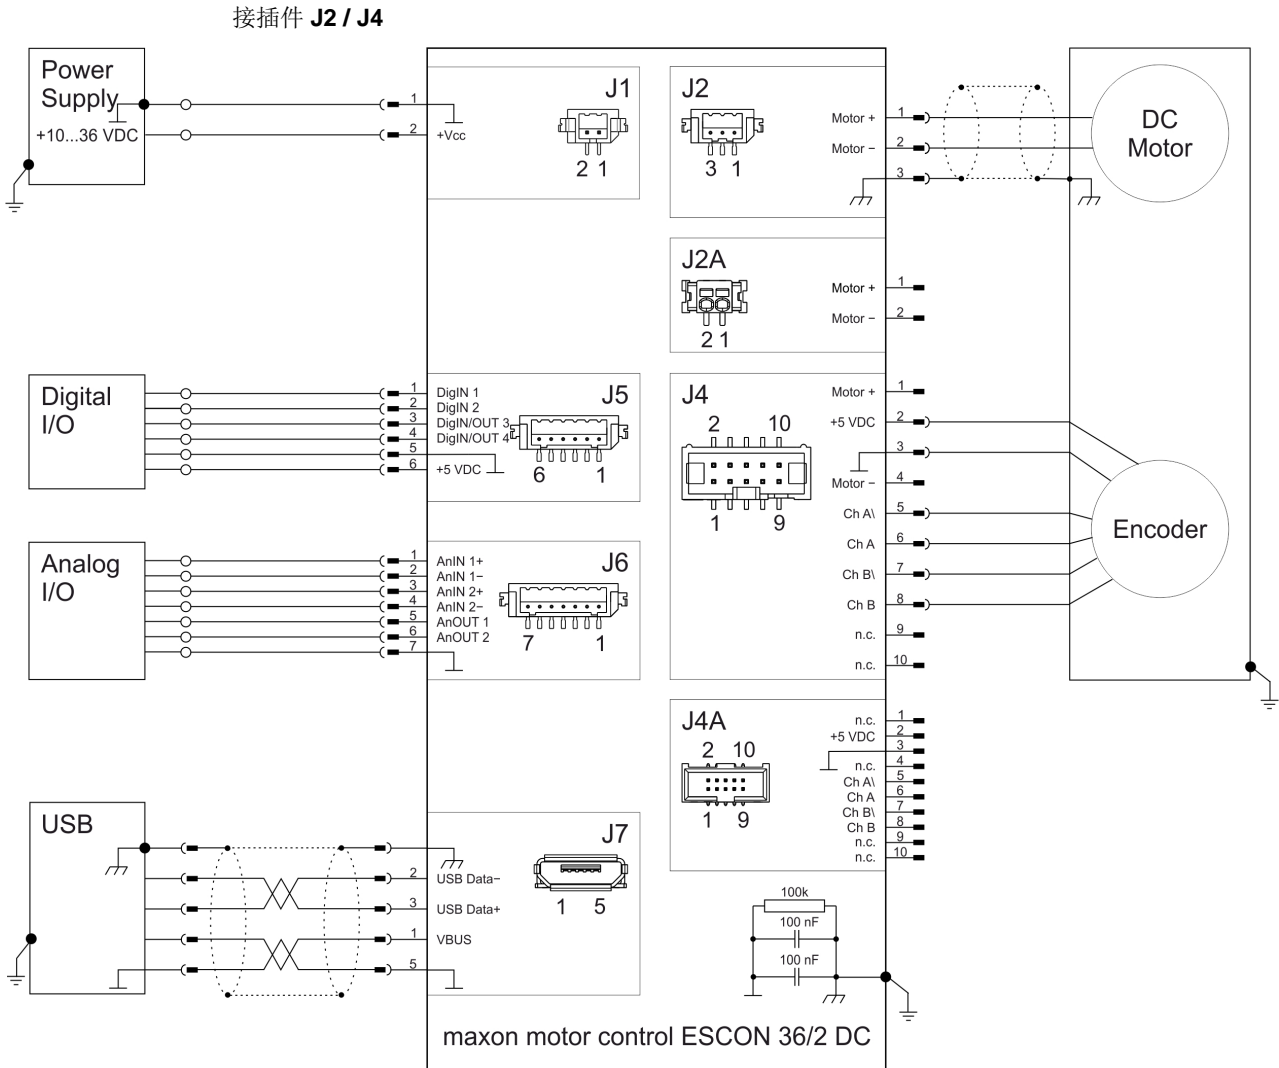 接插件 J2 / J4
Power
Supply
+10...36 VDC
1
2
+Vcc
J1
2 1
J2
3 1
Motor +
Motor −
1
2
3
DC
Motor
J2A
2 1
Motor +
Motor −
1
2
Digital
I/O
1
2
3
4
5
6
DigIN 1
DigIN 2
DigIN/OUT 3
DigIN/OUT 4
+5 VDC
J5
6 1
J4
2 10
1 9
Motor +
+5 VDC
Motor −
Ch A\
Ch A
Ch B\
Ch B
n.c.
n.c.
1
2
3
4
5
6
7
8
9
10
Encoder
Analog
I/O
1
2
3
4
5
6
7
AnIN 1+
AnIN 1−
AnIN 2+
AnIN 2−
AnOUT 1
AnOUT 2
J6
7 1
J4A
2 10
1 9
n.c.
+5 VDC
n.c.
Ch A\
Ch A
Ch B\
Ch B
n.c.
n.c.
1
2
3
4
5
6
7
8
9
10
USB
2
3
1
5
USB Data−
USB Data+
VBUS
J7
1 5
100k
100 nF
100 nF
maxon motor control ESCON 36/2 DC